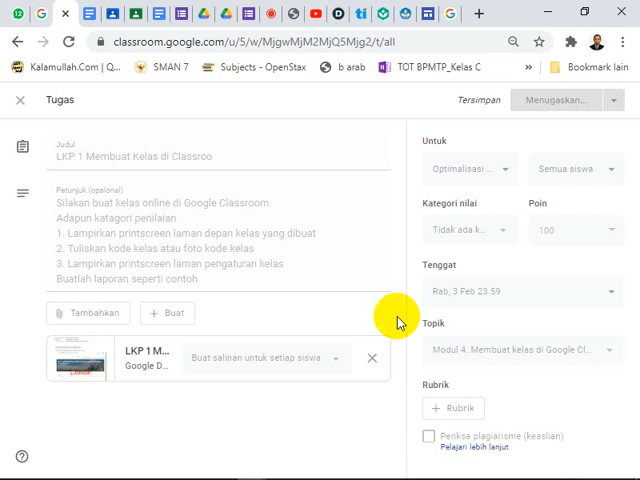 classroom.google.com/u/5/w/MjgwMjM2MjQ5Mjg2/t/all
Kalamullah.Com | Q...
SMAN 7
Subjects - OpenStax
b arab
TOT BPMTP_Kelas C
»
Bookmark lain
Tugas
Tersimpan
Menugaskan...
Judul
LKP 1 Membuat Kelas di Classroo
Petunjuk (opsional)
Silakan buat kelas online di Google Classroom.
Adapun katagori penilaian
1. Lampirkan printscreen laman depan kelas yang dibuat
2. Tuliskan kode kelas atau foto kode kelas
3. Lampirkan printscreen laman pengaturan kelas
Buatlah laporan seperti contoh
Tambahkan
+ Buat
LKP 1 M...
Google D...
Buat salinan untuk setiap siswa
Untuk
Optimalisasi ...
Semua siswa
Kategori nilai
Poin
Tidak ada k...
100
Tenggat
Rab, 3 Feb 23.59
Topik
Modul 4. Membuat kelas di Google Cl...
Rubrik
+ Rubrik
Periksa plagiarisme (keaslian)
Pelajari lebih lanjut